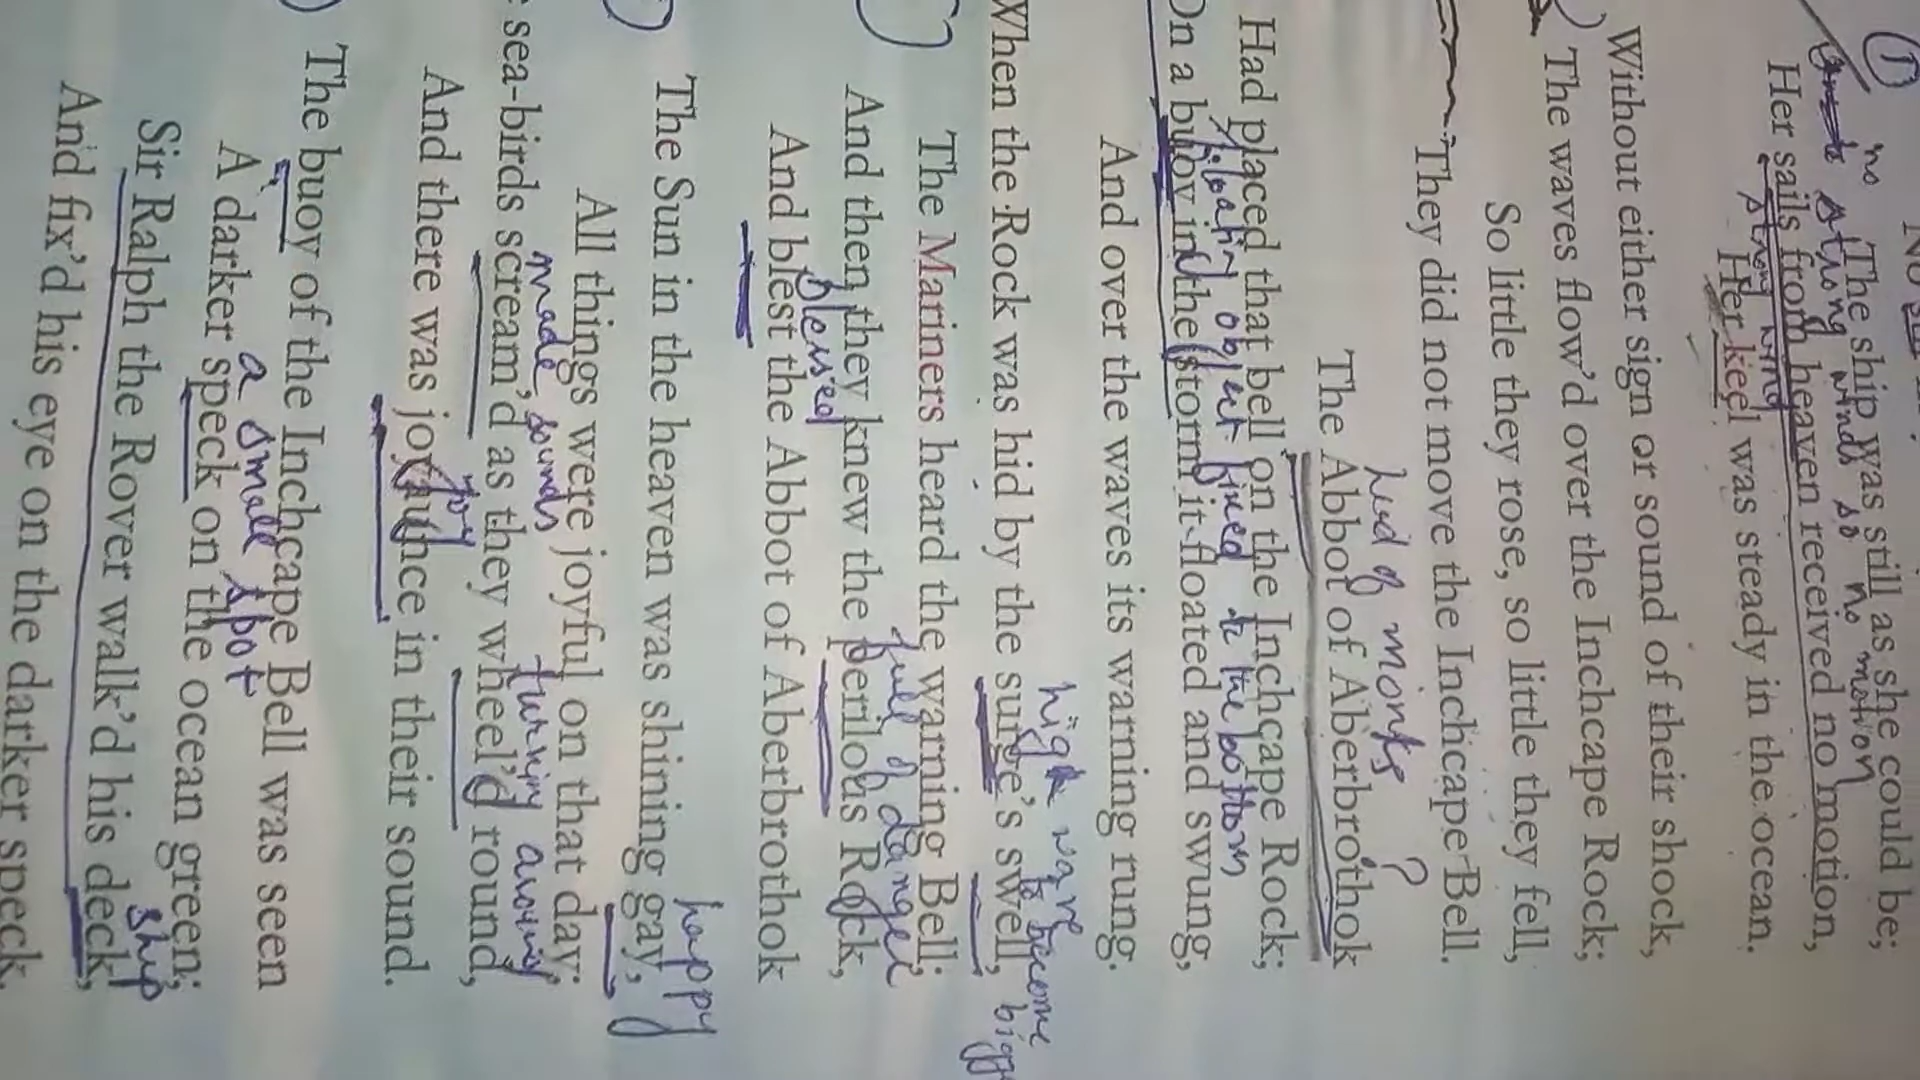 The ship was still as she could be;
no strong winds so no motion
Her sails from heaven received no motion,
strong wind
Her keel was steady in the ocean.
Without either sign or sound of their shock,
The waves flow'd over the Inchcape Rock;
So little they rose, so little they fell,
They did not move the Inchcape Bell.
head of monks ?
The Abbot of Aberbrothok
Had placed that bell on the Inchcape Rock;
object fixed to the bottom
On a buoy in the storm it floated and swung,
And over the waves its warning rung.
high wave to become
When the Rock was hid by the surge's swell,
The Mariners heard the warning Bell;
full of danger
And then they knew the perilous Rock,
blessed
And blest the Abbot of Aberbrothok
happy
The Sun in the heaven was shining gay,
All things were joyful on that day;
made sounds turning around
sea-birds scream'd as they wheel'd round,
joy
And there was joyaunce in their sound.
The buoy of the Inchcape Bell was seen
a small spot
A darker speck on the ocean green;
Sir Ralph the Rover walk'd his deck,
ship
And fix'd his eye on the darker speck.